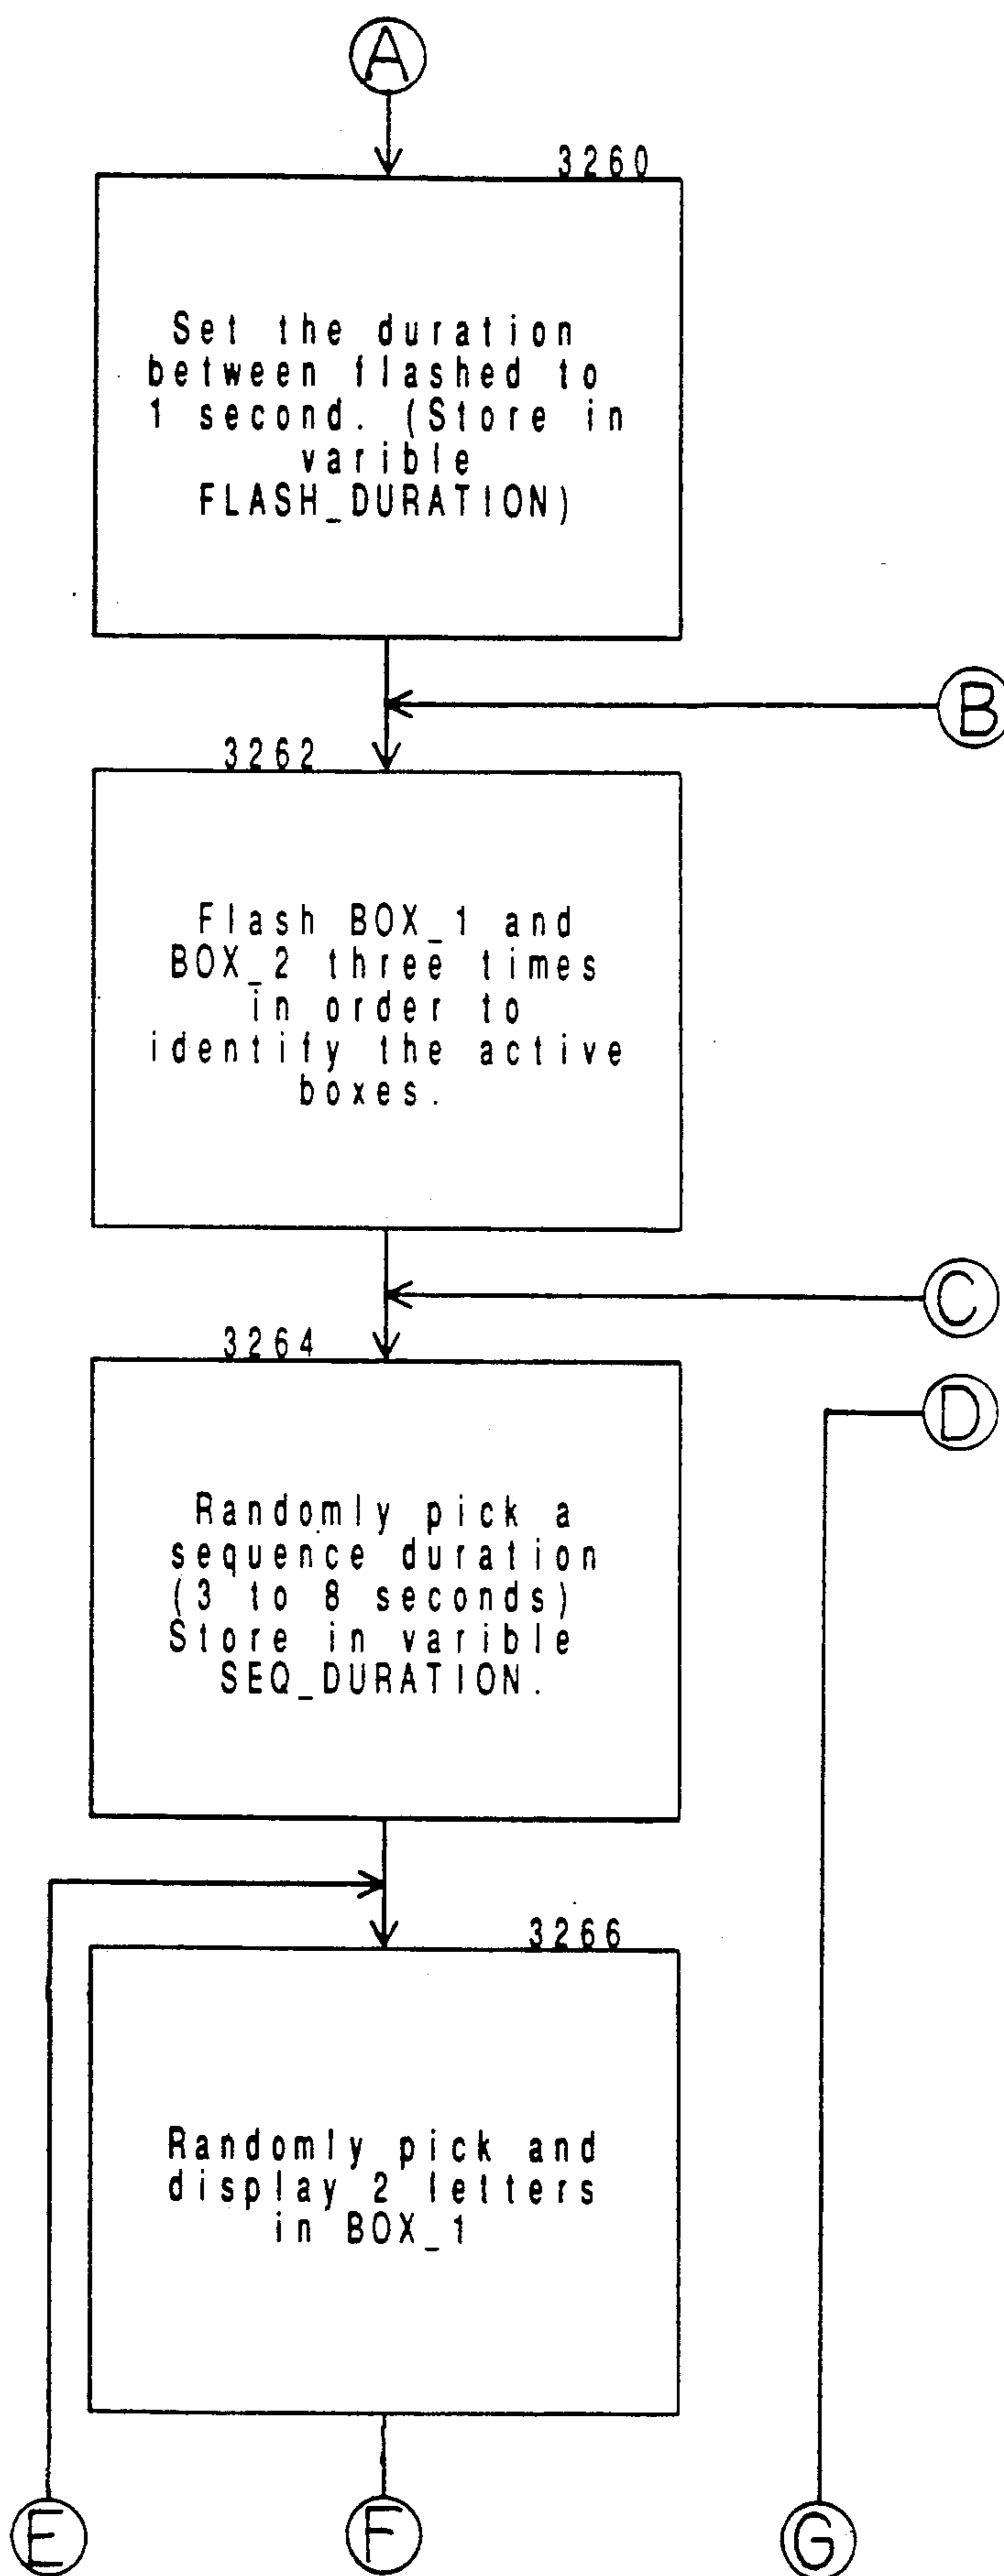 A
3260
Set the duration
between flashed to
1 second. (Store in
varible
FLASH_DURATION)
B
3262
Flash BOX_1 and
BOX_2 three times
in order to
identify the active
boxes.
C
3264
D
Randomly pick a
sequence duration
(3 to 8 seconds)
Store in varible
SEQ_DURATION.
3266
Randomly pick and
display 2 letters
in BOX_1
E
F
G